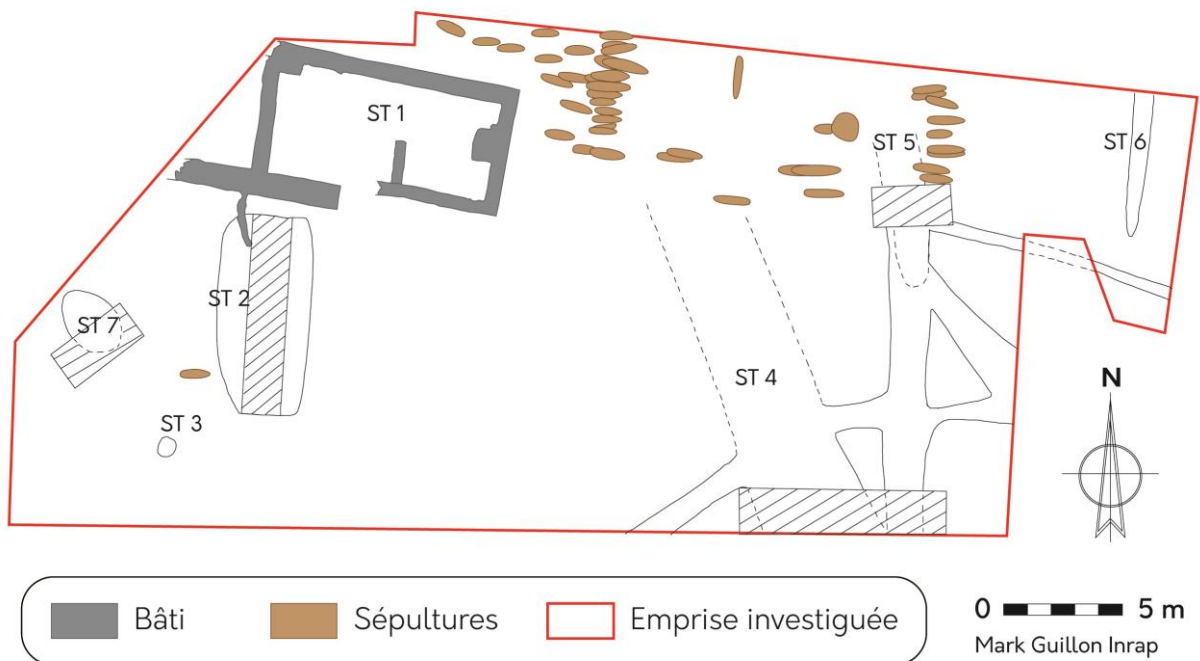 ST 1
ST 5
ST 6
ST 2
ST 7
ST 4
ST 3
N
Bâti
Sépultures
Emprise investiguée
0 5 m
Mark Guillon Inrap